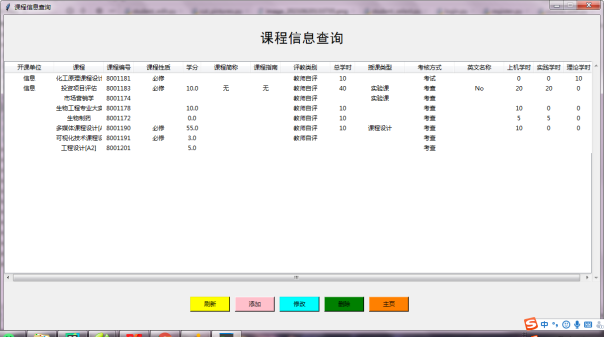 课程信息查询
课程信息查询
开课单位 课程 课程编号 课程性质 学分 课程简称 课程指南 评教类别 总学时 授课类型 考核方式 英文名称 上机学时 实践学时 理论学时
信息 化工原理课程设计 8001181 必修 教师自评 10 考试 0 0 10
信息 投资项目评估 8001183 必修 10.0 无 无 教师自评 40 实验课 考查 No 20 20 0
市场营销学 8001174 教师自评 实验课 考查
生物工程专业大实 8001178 10.0 教师自评 10 考查 10 0 0
生物制药 8001172 0.0 教师自评 10 考查 5 5 0
多媒体课程设计[A 8001190 必修 55.0 教师自评 10 课程设计 考查 10 0 0
可视化技术课程设 8001191 必修 3.0 教师自评 考查
工程设计[A2] 8001201 5.0 考查
刷新 添加 修改 删除 主页
中